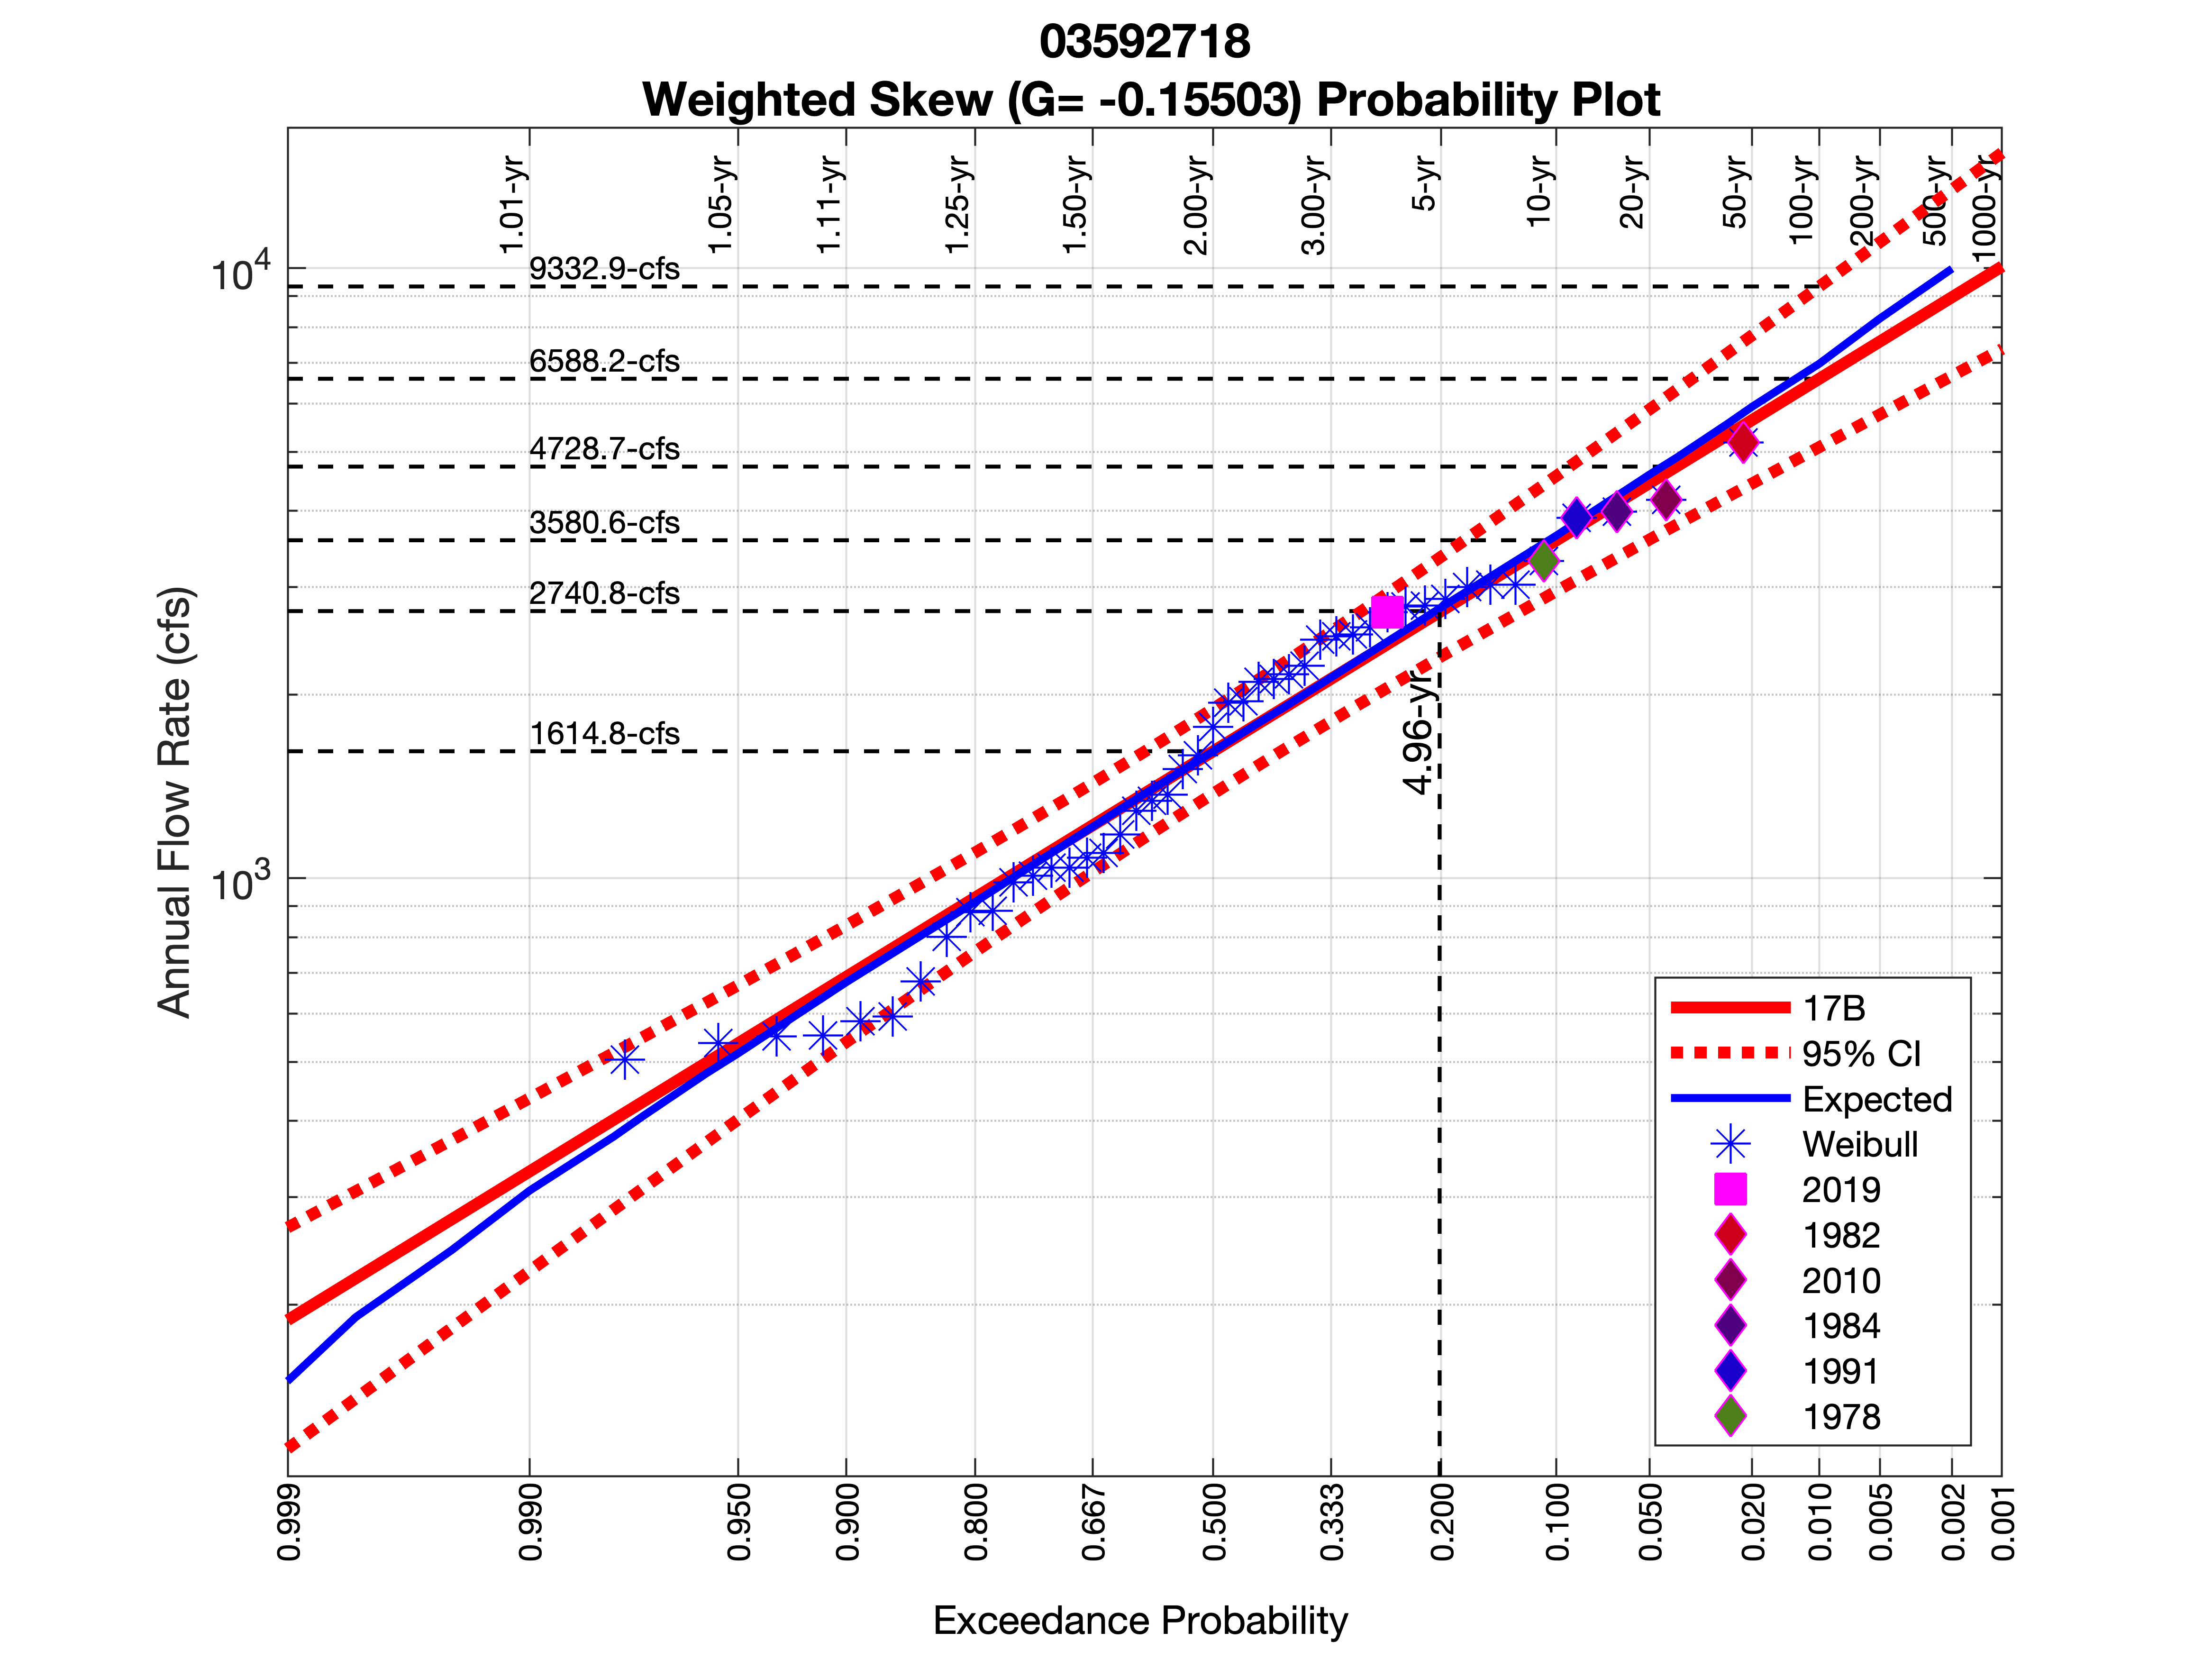 03592718
Weighted Skew (G= -0.15503) Probability Plot
1.01-yr
1.05-yr
1.11-yr
1.25-yr
1.50-yr
2.00-yr
3.00-yr
5-yr
10-yr
20-yr
50-yr
100-yr
200-yr
500-yr
1000-yr
10^4
10^3
Annual Flow Rate (cfs)
9332.9-cfs
6588.2-cfs
4728.7-cfs
3580.6-cfs
2740.8-cfs
1614.8-cfs
4.96-yr
17B
95% CI
Expected
Weibull
2019
1982
2010
1984
1991
1978
0.999
0.990
0.950
0.900
0.800
0.667
0.500
0.333
0.200
0.100
0.050
0.020
0.010
0.005
0.002
0.001
Exceedance Probability